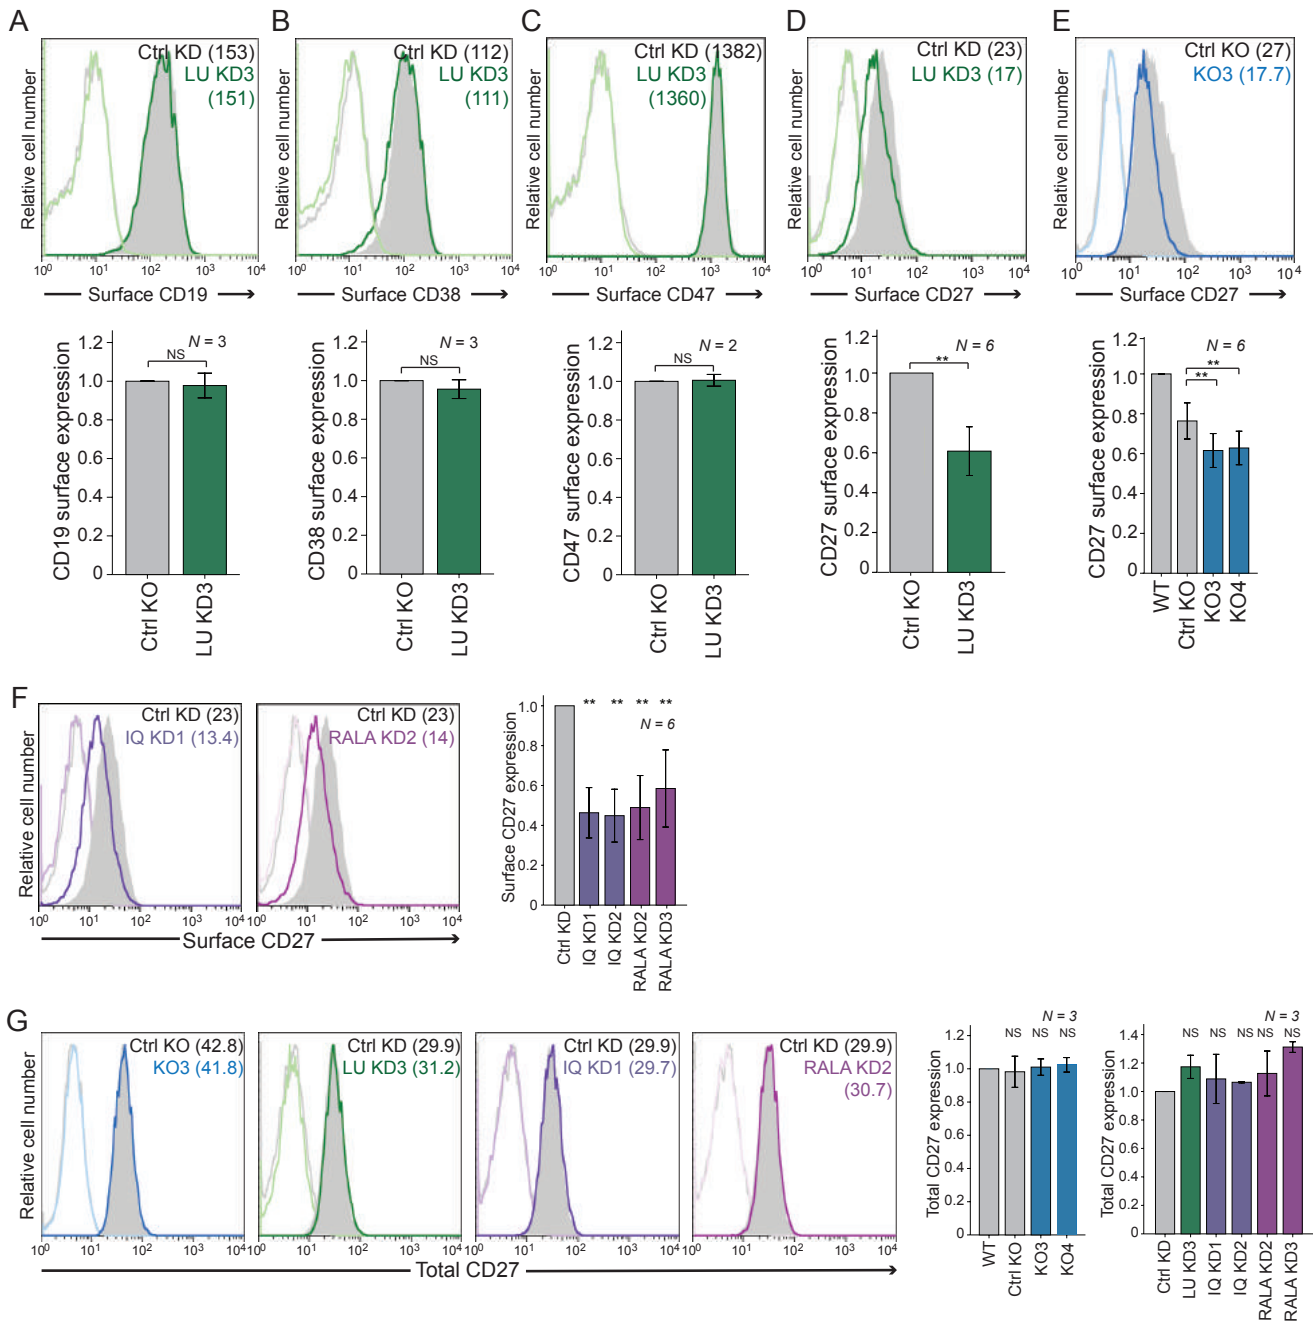 A
B
C
D
E
Relative cell number
Ctrl KD (153)
LU KD3
(151)
10⁰ 10¹ 10² 10³ 10⁴
Surface CD19
Relative cell number
Ctrl KD (112)
LU KD3
(111)
10⁰ 10¹ 10² 10³ 10⁴
Surface CD38
Relative cell number
Ctrl KD (1382)
LU KD3
(1360)
10⁰ 10¹ 10² 10³ 10⁴
Surface CD47
Relative cell number
Ctrl KD (23)
LU KD3 (17)
10⁰ 10¹ 10² 10³ 10⁴
Surface CD27
Relative cell number
Ctrl KO (27)
KO3 (17.7)
10⁰ 10¹ 10² 10³ 10⁴
Surface CD27
CD19 surface expression
1.2
1.0
0.8
0.6
0.4
0.2
0
N = 3
NS
Ctrl KO
LU KD3
CD38 surface expression
1.2
1.0
0.8
0.6
0.4
0.2
0
N = 3
NS
Ctrl KO
LU KD3
CD47 surface expression
1.2
1.0
0.8
0.6
0.4
0.2
0
N = 2
NS
Ctrl KO
LU KD3
CD27 surface expression
1.2
1.0
0.8
0.6
0.4
0.2
0
N = 6
**
Ctrl KO
LU KD3
CD27 surface expression
1.2
1.0
0.8
0.6
0.4
0.2
0
N = 6
**
**
WT
Ctrl KO
KO3
KO4
F
Relative cell number
Ctrl KD (23)
IQ KD1 (13.4)
10⁰ 10¹ 10² 10³ 10⁴
Ctrl KD (23)
RALA KD2 (14)
10⁰ 10¹ 10² 10³ 10⁴
Surface CD27
Surface CD27 expression
1.0
0.8
0.6
0.4
0.2
0
** ** ** **
N = 6
Ctrl KD
IQ KD1
IQ KD2
RALA KD2
RALA KD3
G
Relative cell number
Ctrl KO (42.8)
KO3 (41.8)
10⁰ 10¹ 10² 10³ 10⁴
Ctrl KD (29.9)
LU KD3 (31.2)
10⁰ 10¹ 10² 10³ 10⁴
Ctrl KD (29.9)
IQ KD1 (29.7)
10⁰ 10¹ 10² 10³ 10⁴
Ctrl KD (29.9)
RALA KD2
(30.7)
10⁰ 10¹ 10² 10³ 10⁴
Total CD27
Total CD27 expression
1.2
1.0
0.8
0.6
0.4
0.2
0
N = 3
NS NS NS
WT
Ctrl KO
KO3
KO4
Total CD27 expression
1.4
1.2
1.0
0.8
0.6
0.4
0.2
0
N = 3
NS NS NS NS NS
Ctrl KD
LU KD3
IQ KD1
IQ KD2
RALA KD2
RALA KD3